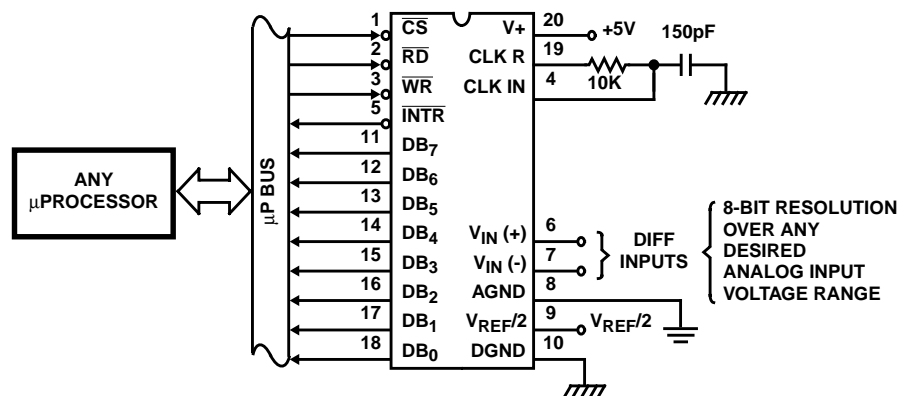 1 CS V+ 20 +5V 150pF
2 RD CLK R 19 10K
3 WR CLK IN 4
5 INTR
11 DB7
12 DB6
13 DB5
14 DB4 VIN (+) 6
15 DB3 VIN (-) 7
16 DB2 AGND 8
17 DB1 VREF/2 9 VREF/2
18 DB0 DGND 10
ANY
µPROCESSOR
µP BUS
DIFF
INPUTS
8-BIT RESOLUTION
OVER ANY
DESIRED
ANALOG INPUT
VOLTAGE RANGE